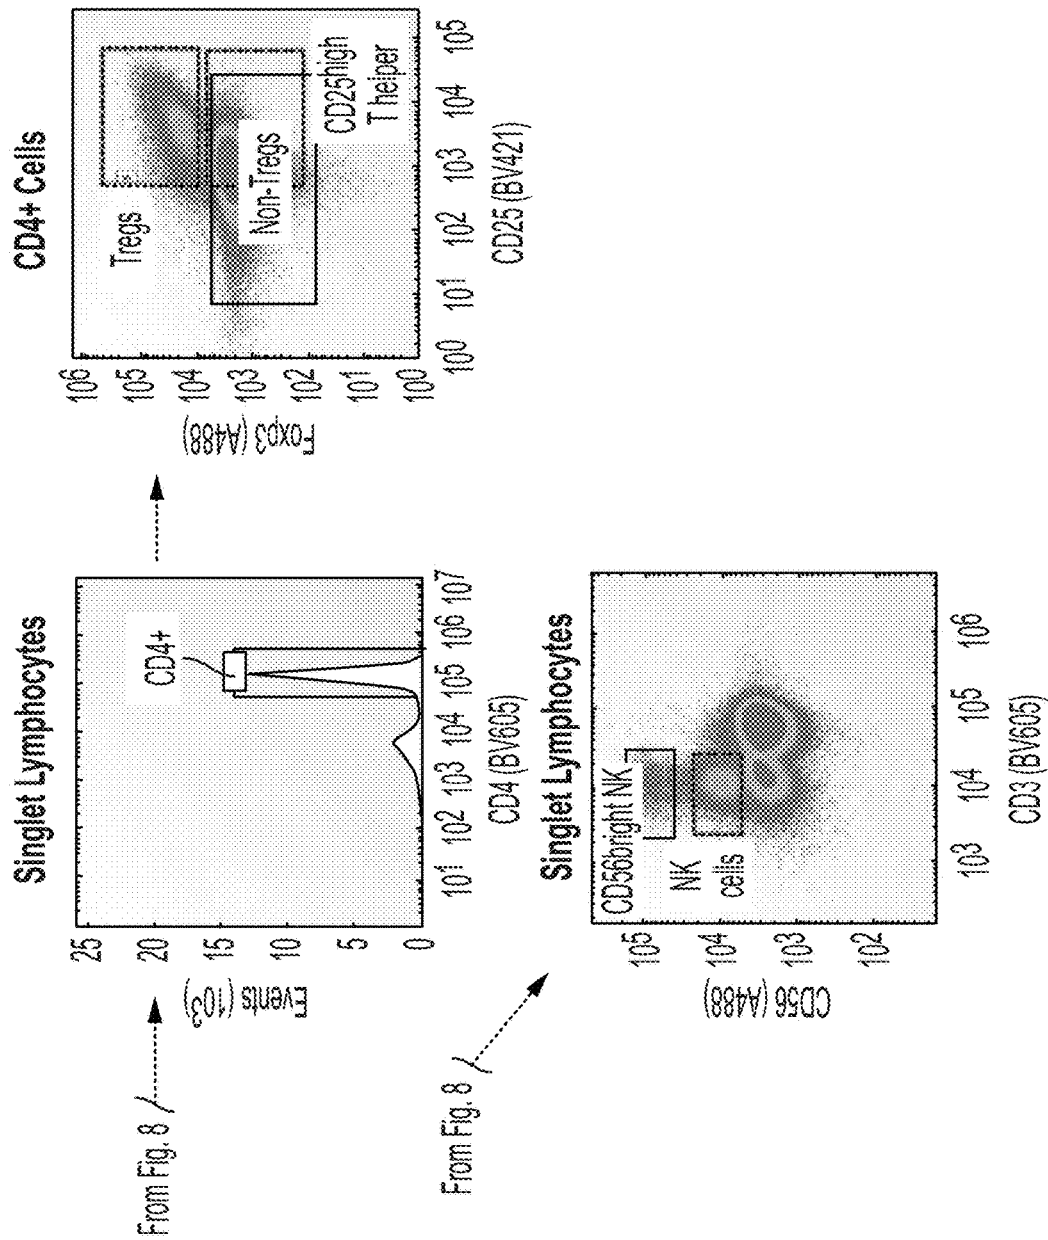 From Fig. 8
Singlet Lymphocytes
Events (10³)
25
20
15
10
5
0
CD4+
10¹
10²
10³
10⁴
10⁵
10⁶
10⁷
CD4 (BV605)
CD4+ Cells
Foxp3 (A488)
10⁶
10⁵
10⁴
10³
10²
10¹
10⁰
Tregs
Non-Tregs
CD25high
T helper
10⁰
10¹
10²
10³
10⁴
10⁵
CD25 (BV421)
From Fig. 8
Singlet Lymphocytes
CD56 (A488)
10⁵
10⁴
10³
10²
CD56bright NK
NK
cells
10³
10⁴
10⁵
10⁶
CD3 (BV605)